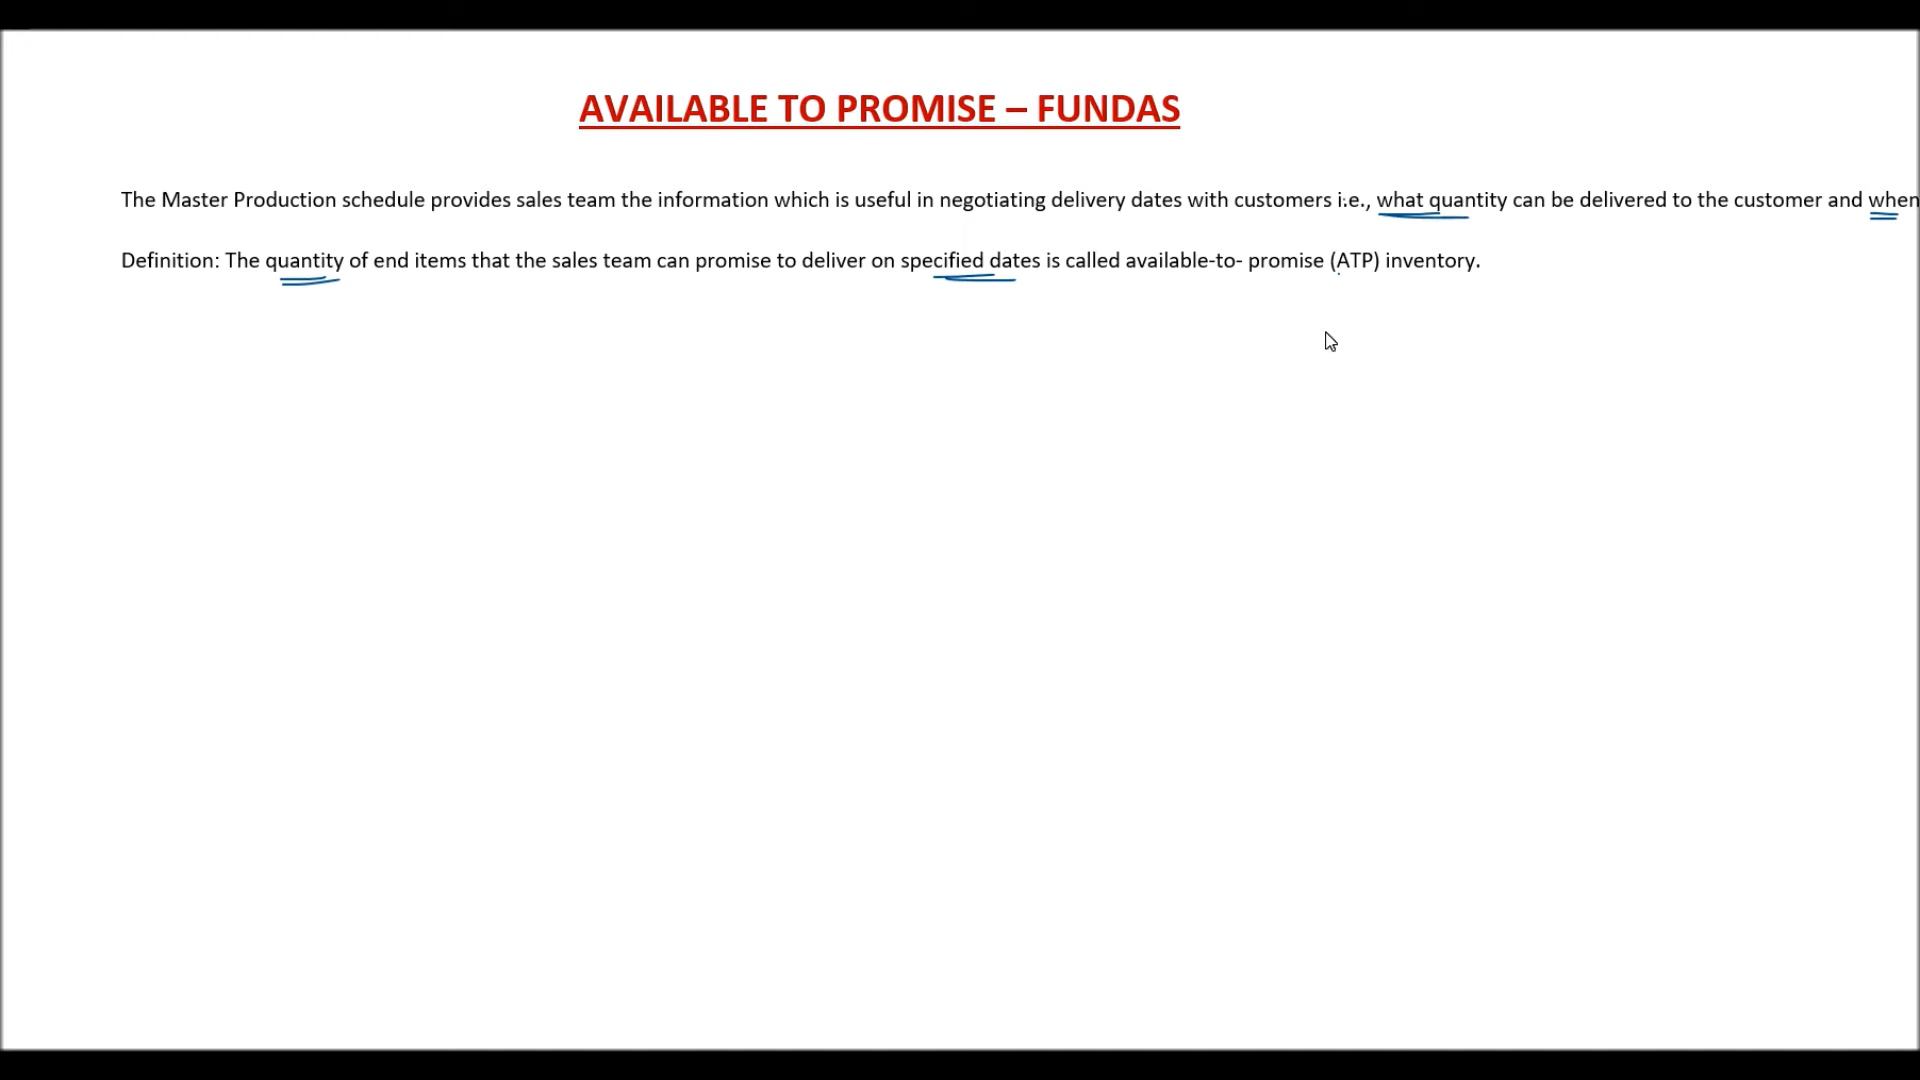 AVAILABLE TO PROMISE – FUNDAS
The Master Production schedule provides sales team the information which is useful in negotiating delivery dates with customers i.e., what quantity can be delivered to the customer and when
Definition: The quantity of end items that the sales team can promise to deliver on specified dates is called available-to- promise (ATP) inventory.